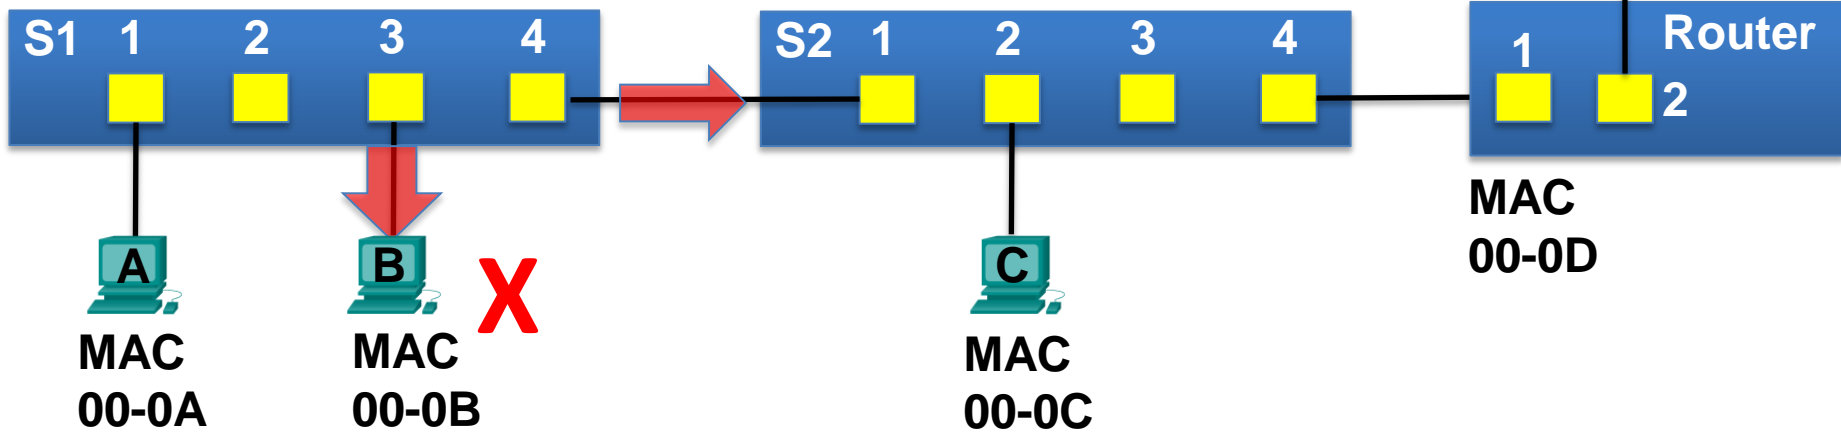 S1 1 2 3 4
S2 1 2 3 4
1 Router
2
A
B
X
C
MAC
00-0A
MAC
00-0B
MAC
00-0C
MAC
00-0D